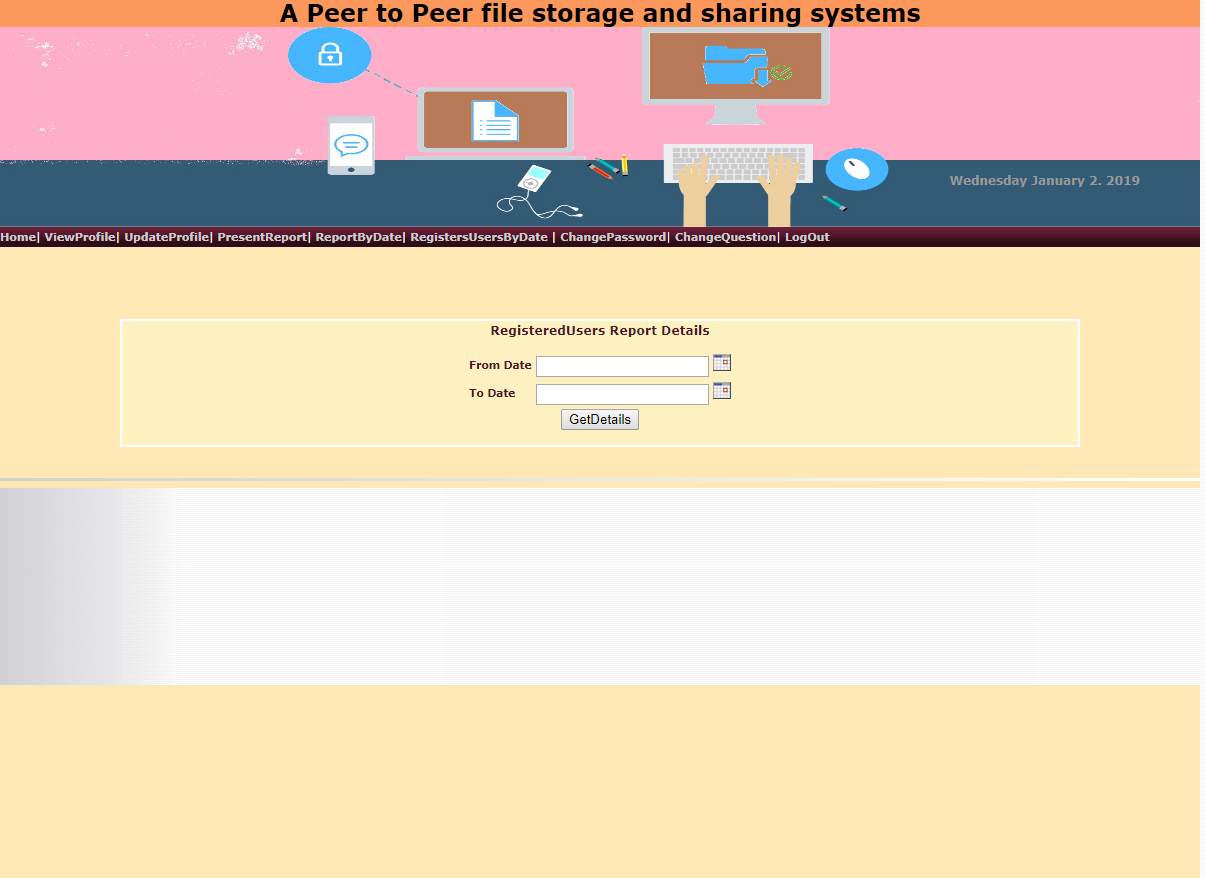 A Peer to Peer file storage and sharing systems
Wednesday January 2. 2019
Home| ViewProfile| UpdateProfile| PresentReport| ReportByDate| RegistersUsersByDate | ChangePassword| ChangeQuestion| LogOut
RegisteredUsers Report Details
From Date
To Date
GetDetails